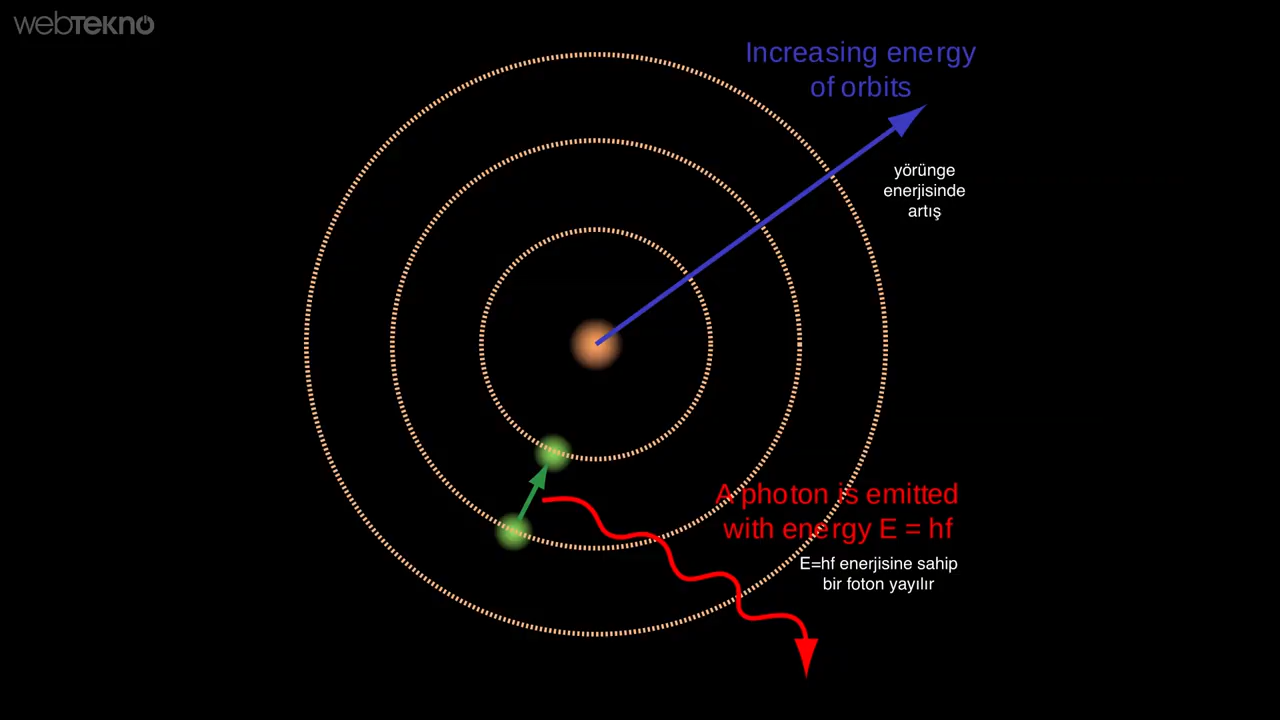 webTEKNO
Increasing energy
of orbits
yörünge
enerjisinde
artış
A photon is emitted
with energy E = hf
E=hf enerjisine sahip
bir foton yayılır